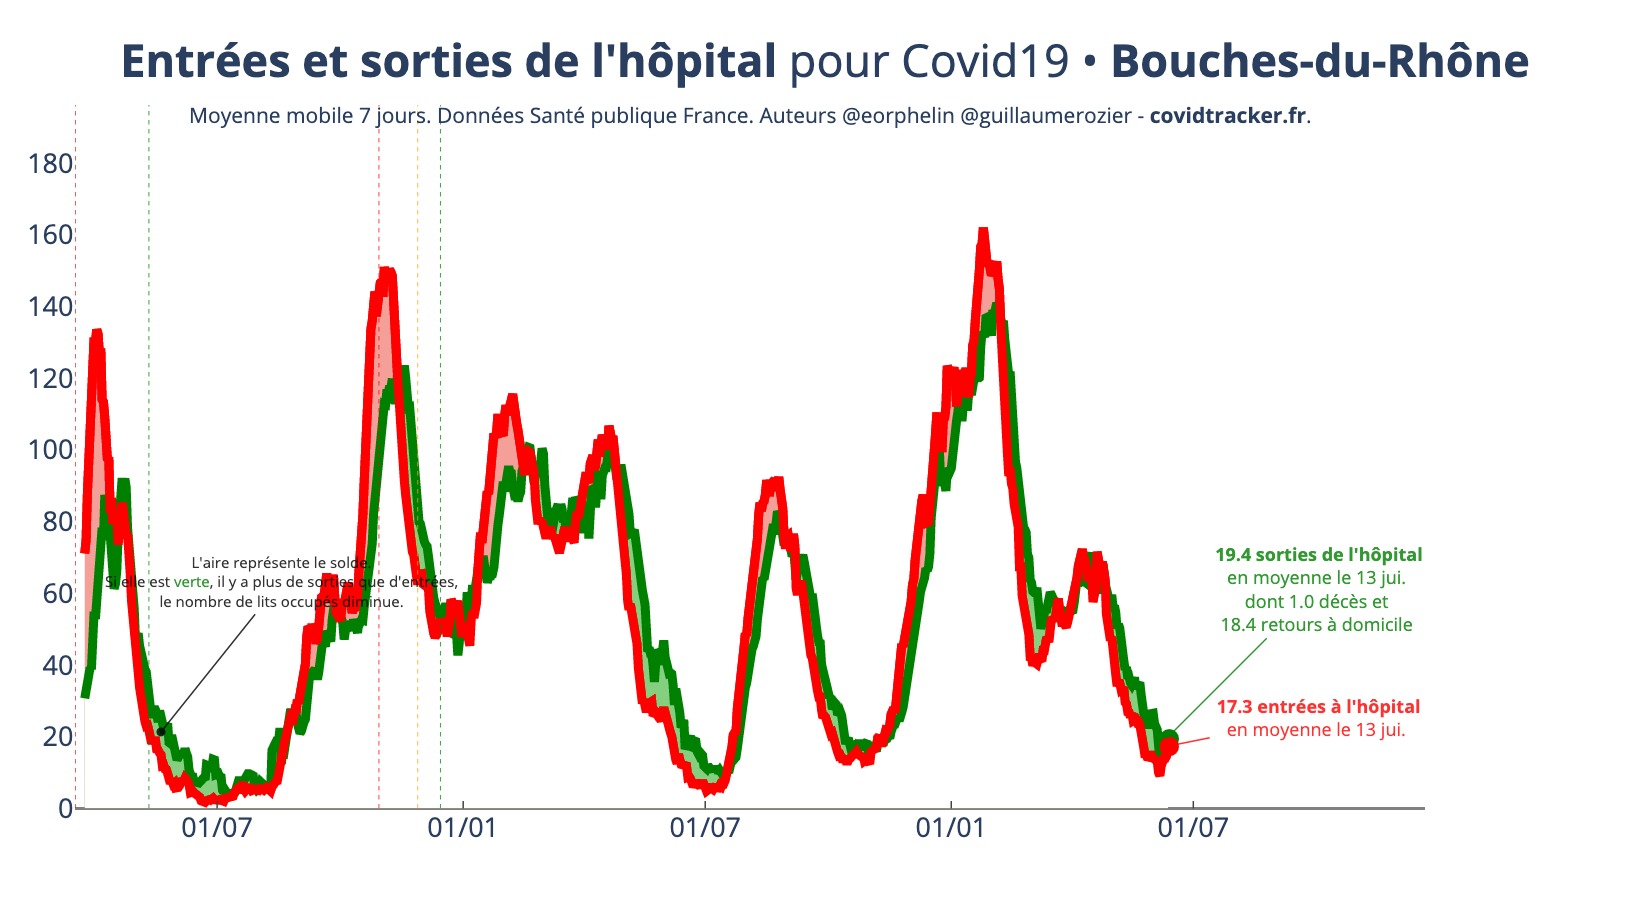 Entrées et sorties de l'hôpital pour Covid19 • Bouches-du-Rhône
Moyenne mobile 7 jours. Données Santé publique France. Auteurs @eorphelin @guillaumerozier - covidtracker.fr.
180
160
140
120
100
80
60
40
20
0
L'aire représente le solde.
Si elle est verte, il y a plus de sorties que d'entrées,
le nombre de lits occupés diminue.
19.4 sorties de l'hôpital
en moyenne le 13 jui.
dont 1.0 décès et
18.4 retours à domicile
17.3 entrées à l'hôpital
en moyenne le 13 jui.
01/07
01/01
01/07
01/01
01/07